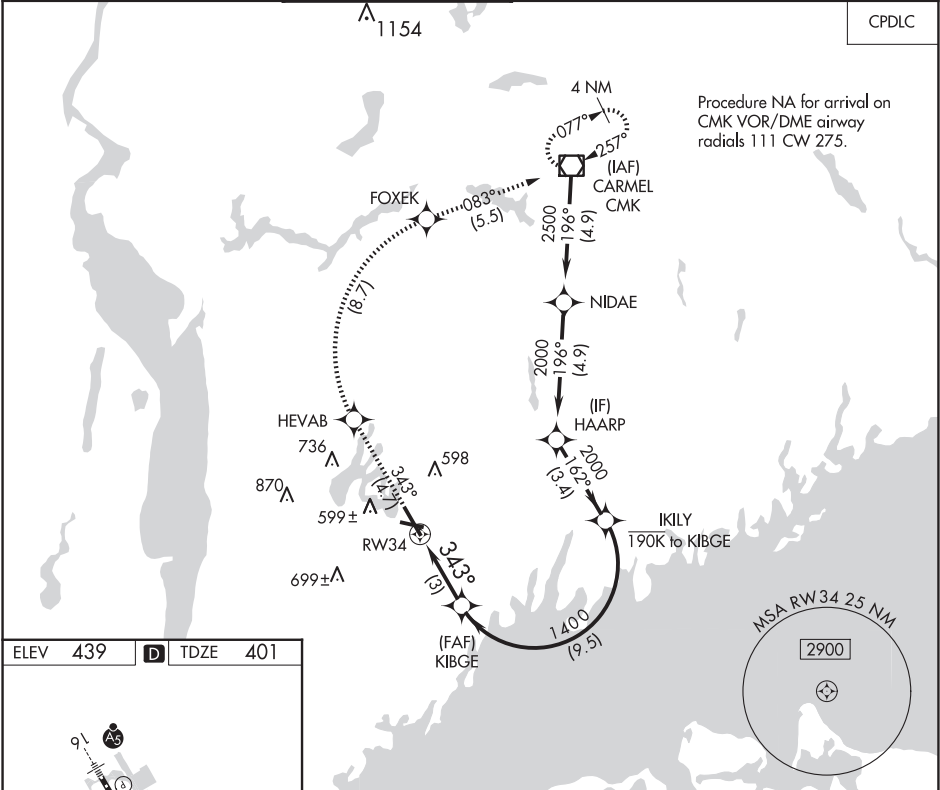 1154
CPDLC
4 NM
077°
257°
Procedure NA for arrival on
CMK VOR/DME airway
radials 111 CW 275.
(IAF)
CARMEL
CMK
FOXEK
083°
(5.5)
2500
196°
(4.9)
(8.7)
NIDAE
2000
196°
(4.9)
(IF)
HAARP
HEVAB
736
598
2000
162°
(3.4)
870
343°
(4.7)
599±
IKILY
190K to KIBGE
RW34
343°
(3)
699±
1400
(9.5)
(FAF)
KIBGE
MSA RW34 25 NM
2900
ELEV 439 D TDZE 401
16
A5
P